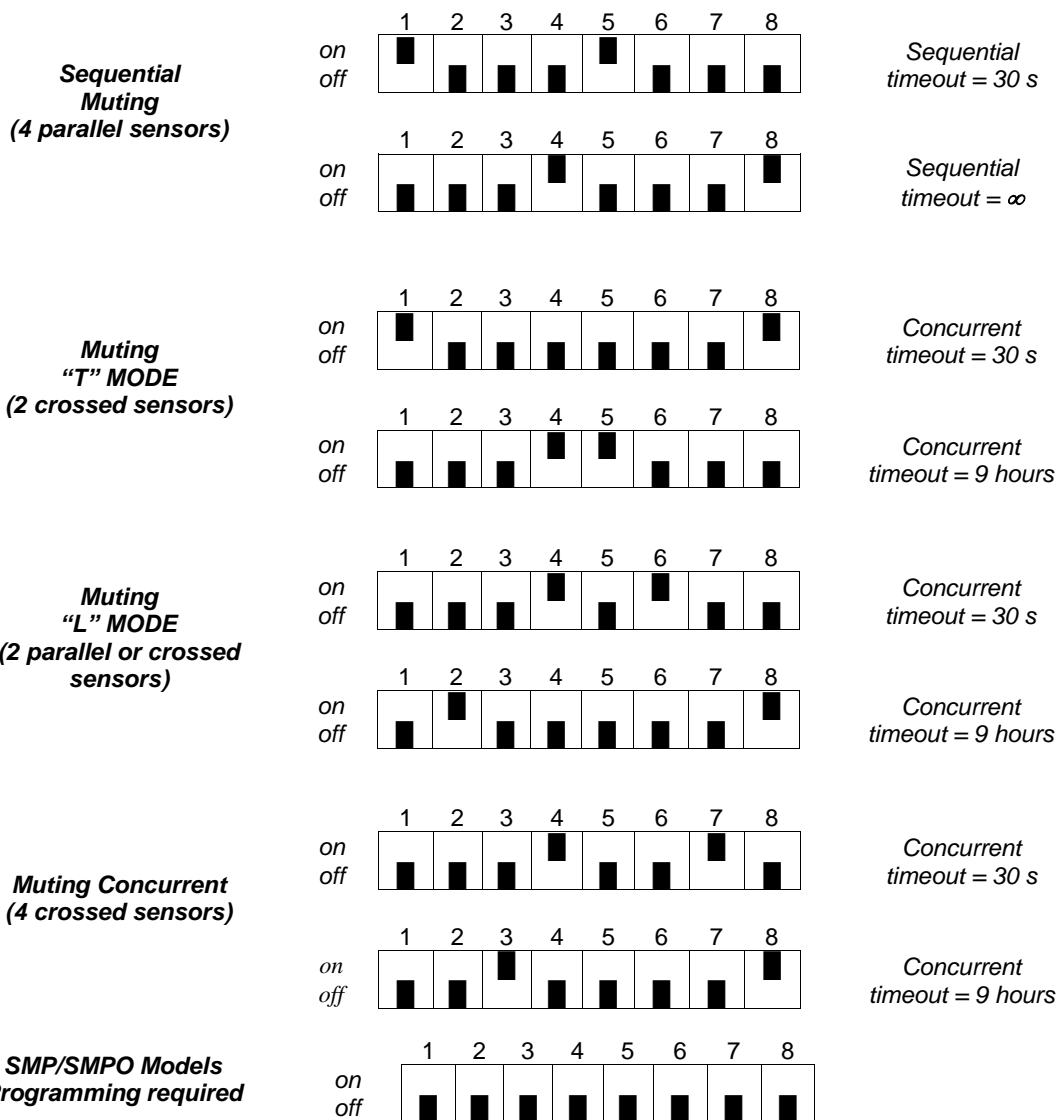 1 2 3 4 5 6 7 8
Sequential
Muting
(4 parallel sensors)
on
off
Sequential
timeout = 30 s
1 2 3 4 5 6 7 8
on
off
Sequential
timeout = ∞
1 2 3 4 5 6 7 8
Muting
“T” MODE
(2 crossed sensors)
on
off
Concurrent
timeout = 30 s
1 2 3 4 5 6 7 8
on
off
Concurrent
timeout = 9 hours
1 2 3 4 5 6 7 8
Muting
“L” MODE
(2 parallel or crossed
sensors)
on
off
Concurrent
timeout = 30 s
1 2 3 4 5 6 7 8
on
off
Concurrent
timeout = 9 hours
1 2 3 4 5 6 7 8
Muting Concurrent
(4 crossed sensors)
on
off
Concurrent
timeout = 30 s
1 2 3 4 5 6 7 8
on
off
Concurrent
timeout = 9 hours
1 2 3 4 5 6 7 8
SMP/SMPO Models
Programming required
on
off